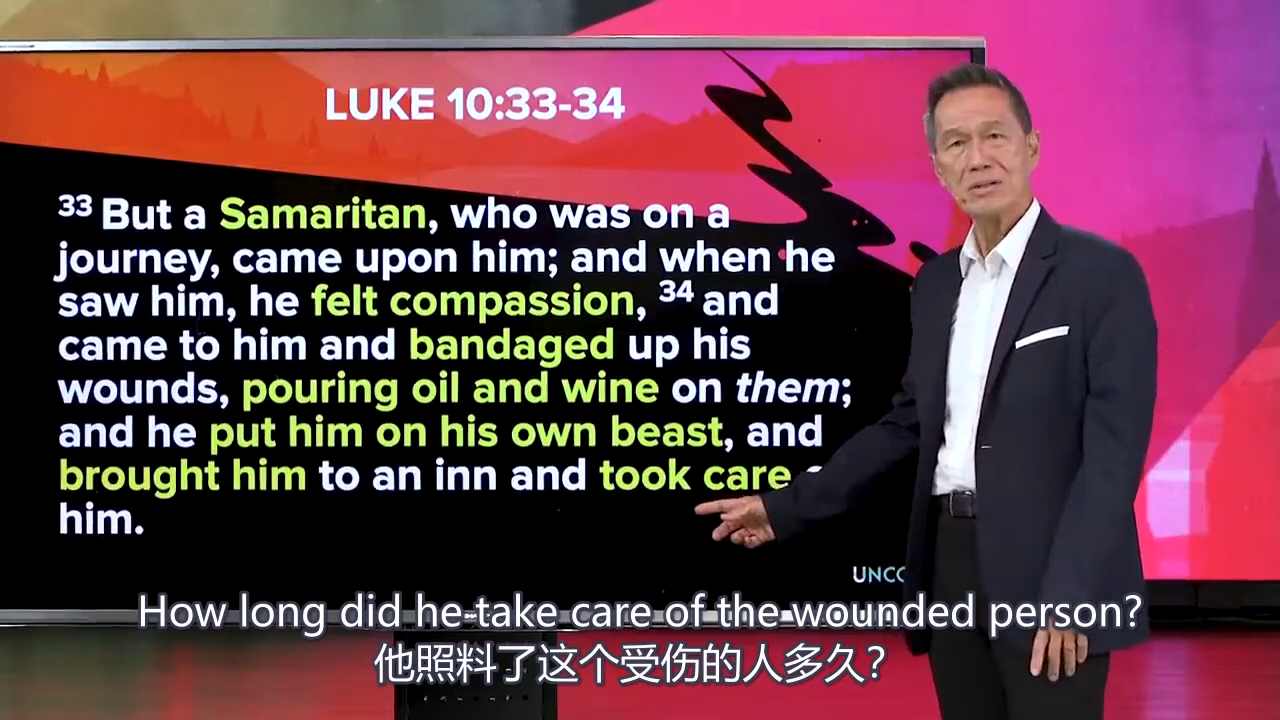 LUKE 10:33-34
33 But a Samaritan, who was on a
journey, came upon him; and when he
saw him, he felt compassion, 34 and
came to him and bandaged up his
wounds, pouring oil and wine on them;
and he put him on his own beast, and
brought him to an inn and took care
him.
UNCO
How long did he take care of the wounded person?
他照料了这个受伤的人多久?